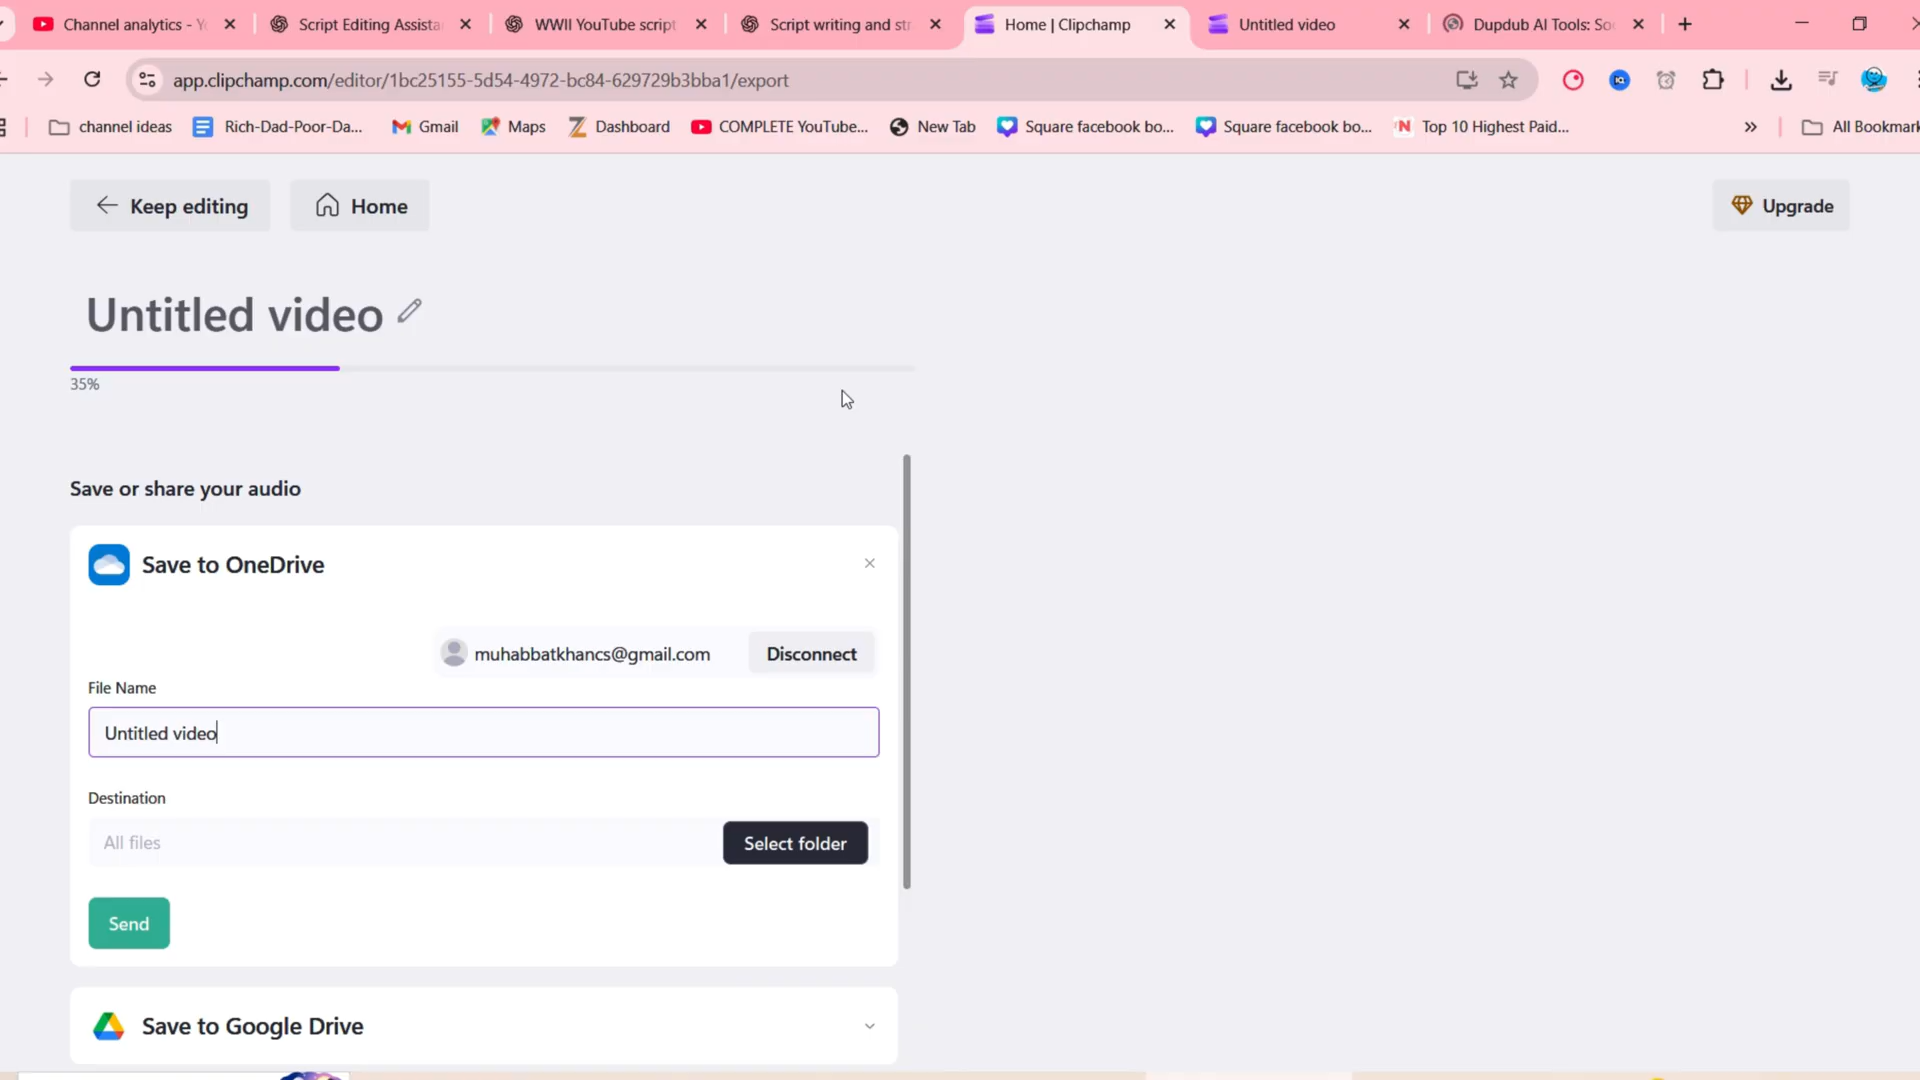 Channel analytics - Y
Script Editing Assista
WWII YouTube script
Script writing and str
Home | Clipchamp
Untitled video
Dupdub AI Tools: Soc
app.clipchamp.com/editor/1bc25155-5d54-4972-bc84-629729b3bba1/export
channel ideas
Rich-Dad-Poor-Da...
Gmail
Maps
Dashboard
COMPLETE YouTube...
New Tab
Square facebook bo...
Square facebook bo...
Top 10 Highest Paid...
All Bookmark
Keep editing
Home
Upgrade
Untitled video
35%
Save or share your audio
Save to OneDrive
muhabbatkhancs@gmail.com
Disconnect
File Name
Untitled video
Destination
All files
Select folder
Send
Save to Google Drive